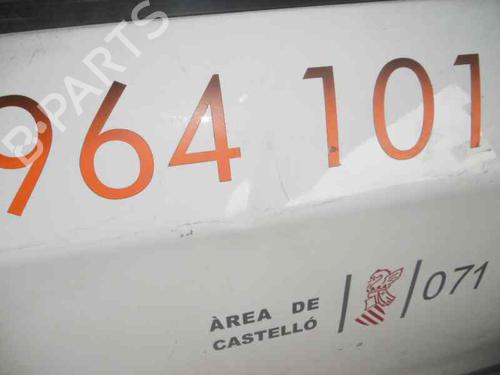 B-PARTS
964 101
ÀREA DE
CASTELLÓ
/ / 071